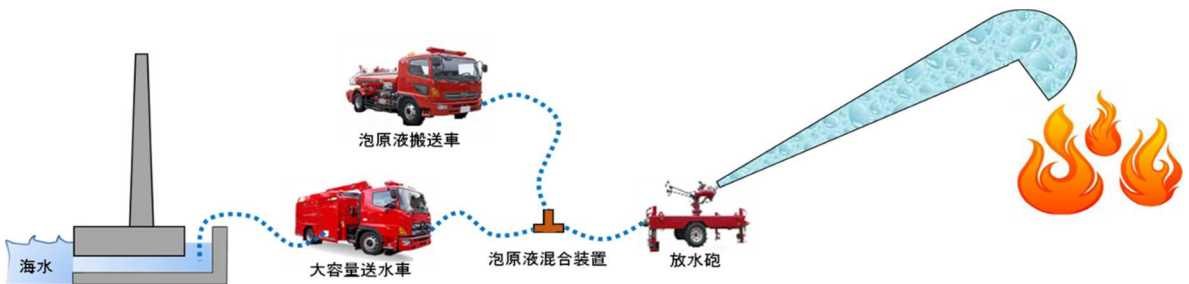 泡原液搬送車
海水
大容量送水車
泡原液混合装置
放水砲